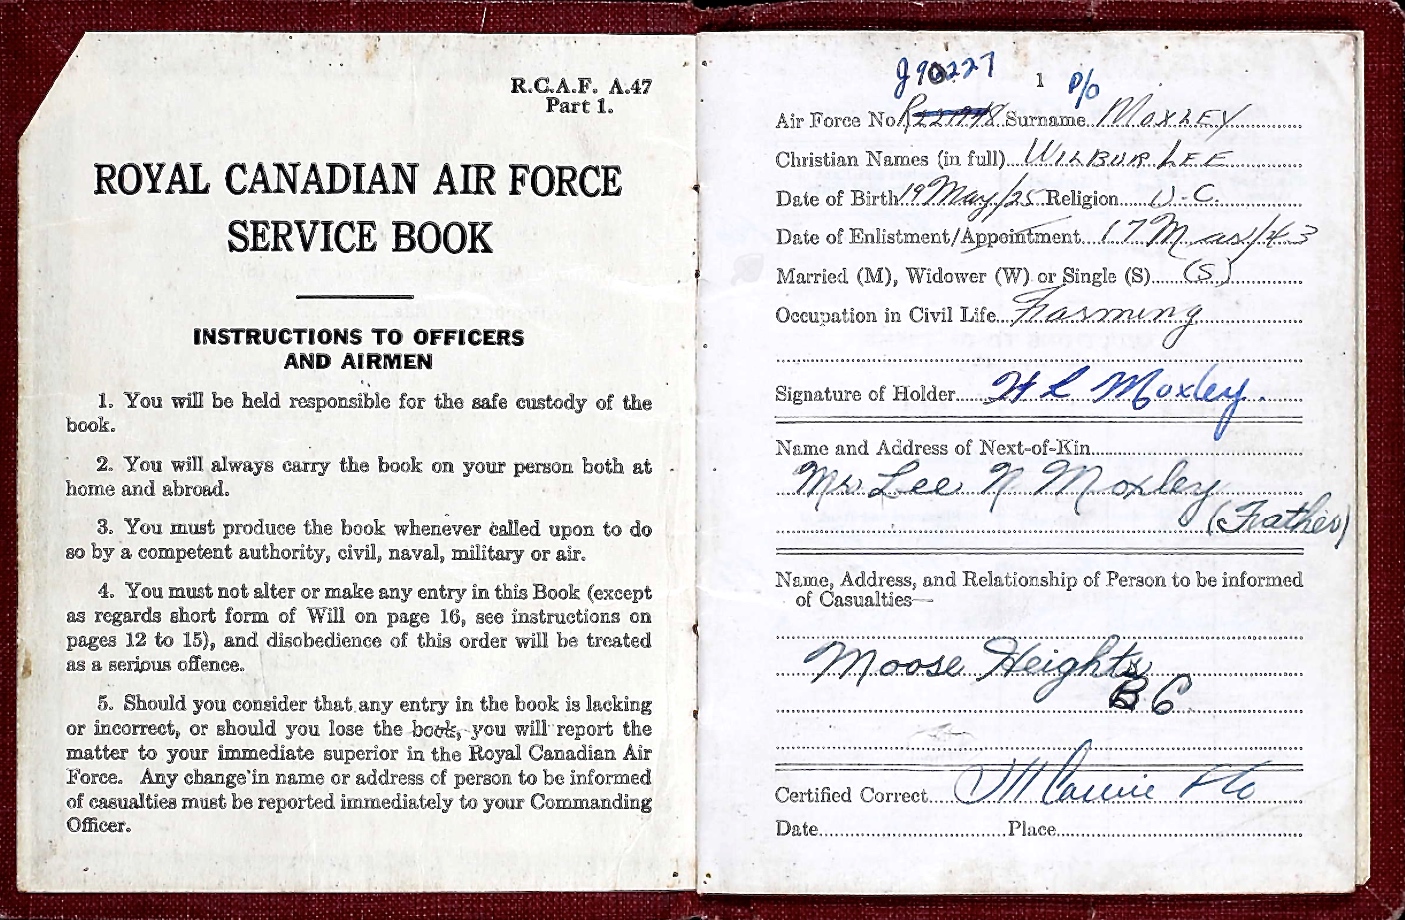 R.C.A.F. A.47
Part 1.
ROYAL CANADIAN AIR FORCE
SERVICE BOOK
INSTRUCTIONS TO OFFICERS
AND AIRMEN
1. You will be held responsible for the safe custody of the
book.
2. You will always carry the book on your person both at
home and abroad.
3. You must produce the book whenever called upon to do
so by a competent authority, civil, naval, military or air.
4. You must not alter or make any entry in this Book (except
as regards short form of Will on page 16, see instructions on
pages 12 to 15), and disobedience of this order will be treated
as a serious offence.
5. Should you consider that any entry in the book is lacking
or incorrect, or should you lose the book, you will report the
matter to your immediate superior in the Royal Canadian Air
Force. Any change in name or address of person to be informed
of casualties must be reported immediately to your Commanding
Officer.
J90227 1 P/O
Air Force No. Surname MOXLEY
Christian Names (in full) WILBUR LEE
Date of Birth 19 May/25 Religion U.C.
Date of Enlistment/Appointment 17 Mar/43
Married (M), Widower (W) or Single (S) (S)
Occupation in Civil Life Farming
Signature of Holder W L Moxley.
Name and Address of Next-of-Kin
Mr Lee N Moxley
(Father)
Name, Address, and Relationship of Person to be informed
of Casualties—
Moose Heights
BC
Certified Correct F/O
Date Place